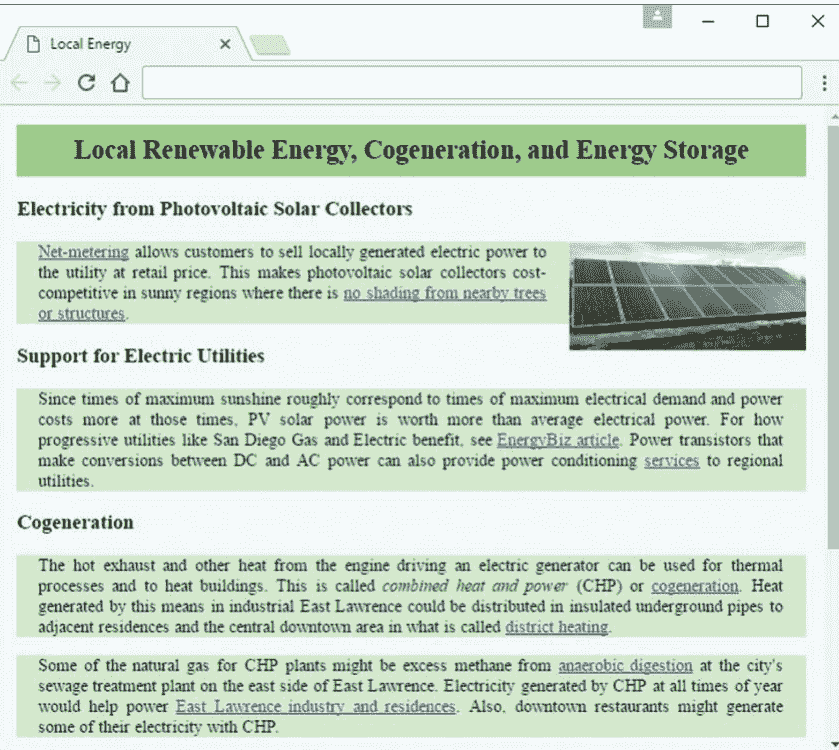 Local Energy
Local Renewable Energy, Cogeneration, and Energy Storage
Electricity from Photovoltaic Solar Collectors
Net-metering allows customers to sell locally generated electric power to
the utility at retail price. This makes photovoltaic solar collectors cost-
competitive in sunny regions where there is no shading from nearby trees
or structures.
Support for Electric Utilities
Since times of maximum sunshine roughly correspond to times of maximum electrical demand and power
costs more at those times, PV solar power is worth more than average electrical power. For how
progressive utilities like San Diego Gas and Electric benefit, see EnergyBiz article. Power transistors that
make conversions between DC and AC power can also provide power conditioning services to regional
utilities.
Cogeneration
The hot exhaust and other heat from the engine driving an electric generator can be used for thermal
processes and to heat buildings. This is called combined heat and power (CHP) or cogeneration. Heat
generated by this means in industrial East Lawrence could be distributed in insulated underground pipes to
adjacent residences and the central downtown area in what is called district heating.
Some of the natural gas for CHP plants might be excess methane from anaerobic digestion at the city's
sewage treatment plant on the east side of East Lawrence. Electricity generated by CHP at all times of year
would help power East Lawrence industry and residences. Also, downtown restaurants might generate
some of their electricity with CHP.